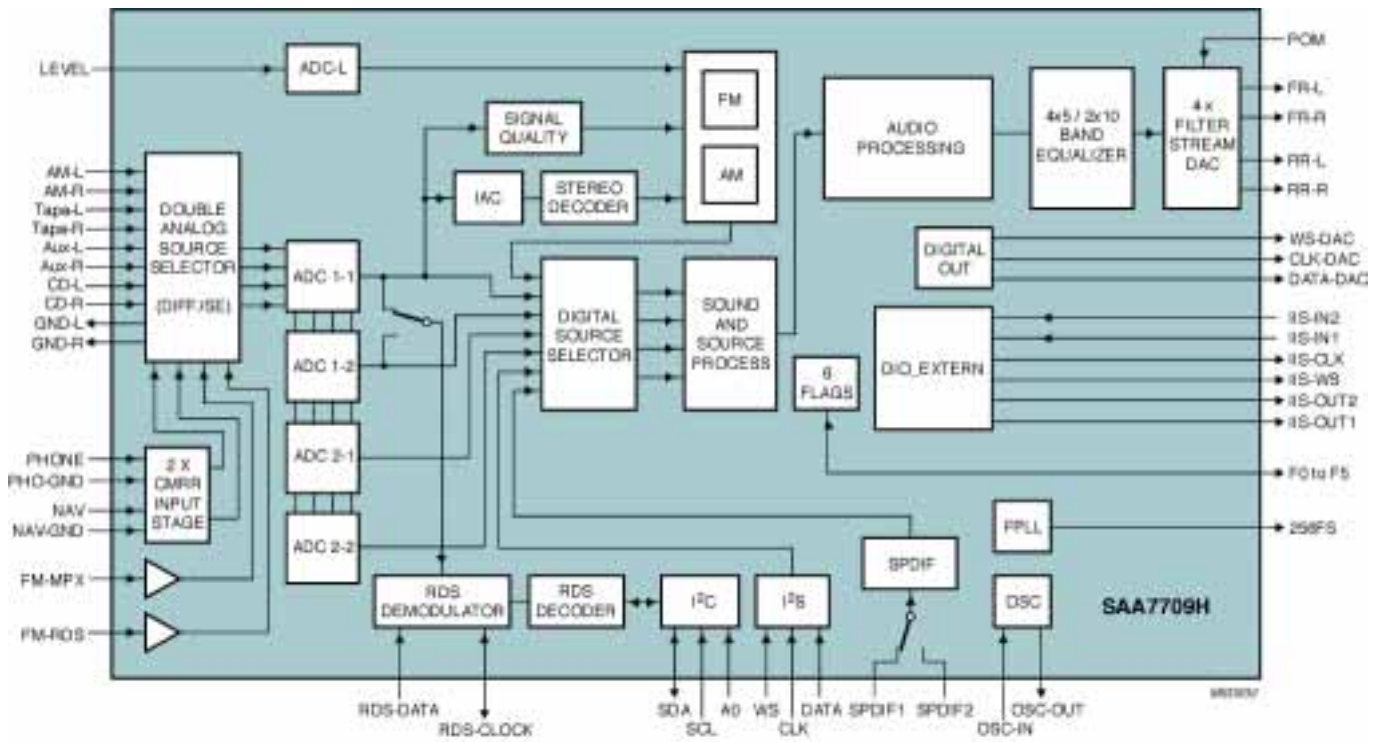 LEVEL
ADC-L
FM
AM
SIGNAL
QUALITY
IAC
STEREO
DECODER
AUDIO
PROCESSING
4x5 / 2x10
BAND
EQUALIZER
4 x
FILTER
STREAM
DAC
POM
FR-L
FR-R
RR-L
RR-R
AM-L
AM-R
Tapa-L
Tapa-R
Aux-L
Aux-R
CD-L
CD-R
GND-L
GND-R
DOUBLE
ANALOG
SOURCE
SELECTOR
(DIFF./SE)
ADC 1-1
ADC 1-2
ADC 2-1
ADC 2-2
DIGITAL
SOURCE
SELECTOR
SOUND
AND
SOURCE
PROCESS
DIGITAL
OUT
WS-DAC
CLK-DAC
DATA-DAC
6
FLAGS
DIO_EXTERN
IIS-IN2
IIS-IN1
IIS-CLK
IIS-WS
IIS-OUT2
IIS-OUT1
F0 to F5
PHONE
PHO-GND
NAV
NAV-GND
2 X
CMRR
INPUT
STAGE
FM-MPX
FM-RDS
RDS
DEMODULATOR
RDS
DECODER
I²C
I²S
SPDIF
FPLL
256FS
OSC
SAA7709H
RDS-DATA
RDS-CLOCK
SDA
SCL
A0
WS
CLK
DATA
SPDIF1
SPDIF2
OSC-IN
OSC-OUT